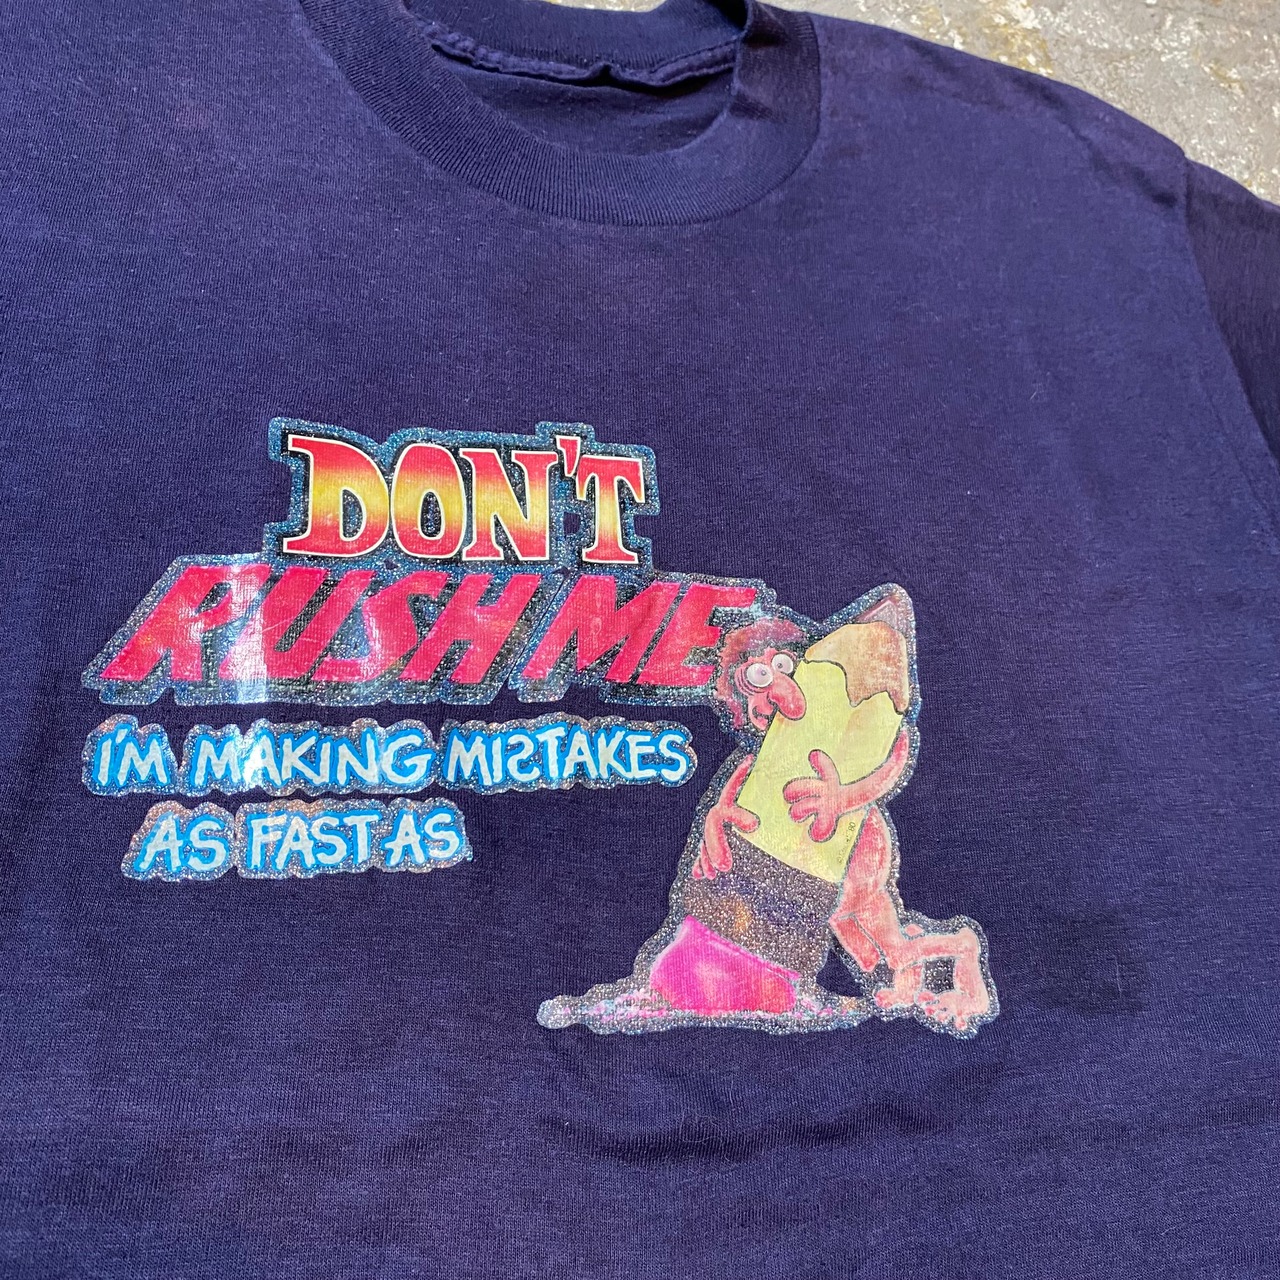 DON'T
RUSH ME
I'M MAKING MISTAKES
AS FAST AS